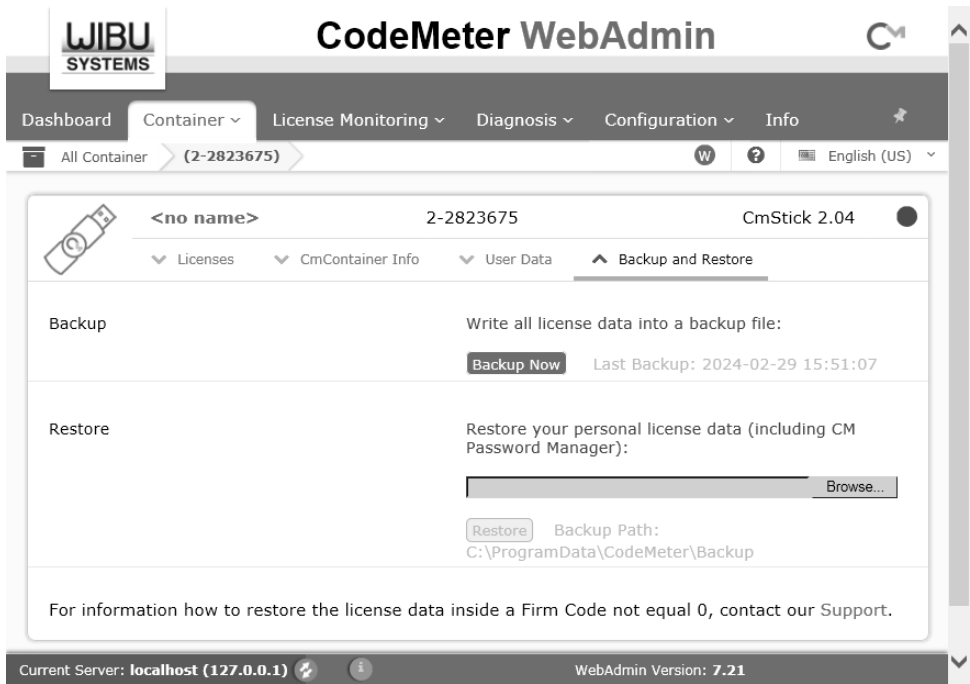 WIBU
SYSTEMS
CodeMeter WebAdmin
CM
Dashboard Container License Monitoring Diagnosis Configuration Info
All Container (2-2823675) W ? English (US)
<no name> 2-2823675 CmStick 2.04
Licenses CmContainer Info User Data Backup and Restore
Backup Write all license data into a backup file:
Backup Now Last Backup: 2024-02-29 15:51:07
Restore Restore your personal license data (including CM
Password Manager):
Browse...
Restore Backup Path:
C:\ProgramData\CodeMeter\Backup
For information how to restore the license data inside a Firm Code not equal 0, contact our Support.
Current Server: localhost (127.0.0.1) i WebAdmin Version: 7.21